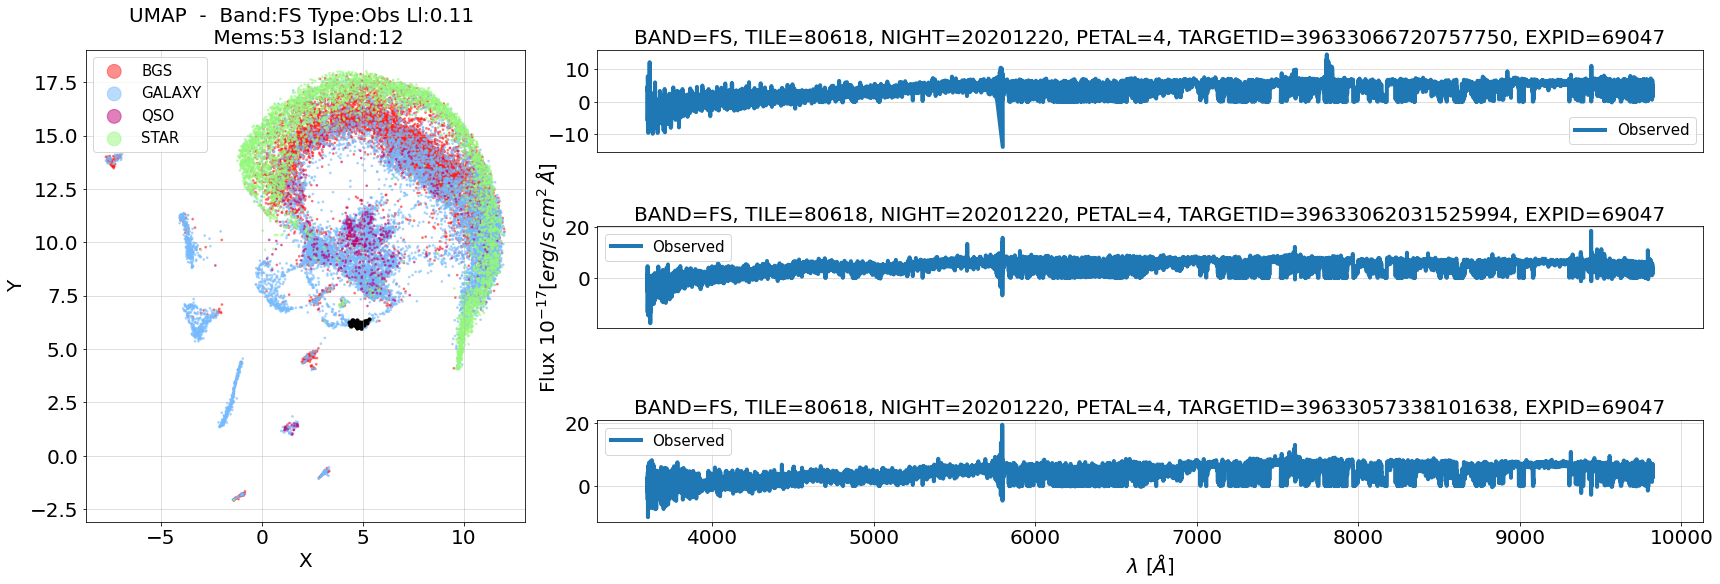 UMAP  -  Band:FS Type:Obs Ll:0.11
Mems:53 Island:12
BGS
GALAXY
QSO
STAR
17.5
15.0
12.5
10.0
7.5
5.0
2.5
0.0
−2.5
Y
−5
0
5
10
X
BAND=FS, TILE=80618, NIGHT=20201220, PETAL=4, TARGETID=39633066720757750, EXPID=69047
10
0
−10
Observed
Flux 10⁻¹⁷[erg/s cm² Å]
BAND=FS, TILE=80618, NIGHT=20201220, PETAL=4, TARGETID=39633062031525994, EXPID=69047
20
0
Observed
BAND=FS, TILE=80618, NIGHT=20201220, PETAL=4, TARGETID=39633057338101638, EXPID=69047
20
0
Observed
4000
5000
6000
7000
8000
9000
10000
λ [Å]